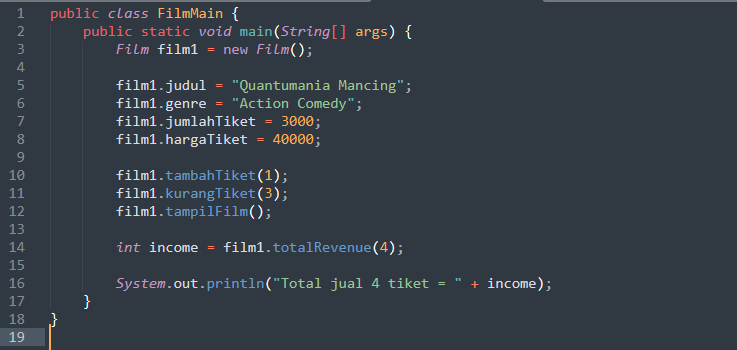 1 public class FilmMain {
2 public static void main(String[] args) {
3 Film film1 = new Film();
4
5 film1.judul = "Quantumania Mancing";
6 film1.genre = "Action Comedy";
7 film1.jumlahTiket = 3000;
8 film1.hargaTiket = 40000;
9
10 film1.tambahTiket(1);
11 film1.kurangTiket(3);
12 film1.tampilFilm();
13
14 int income = film1.totalRevenue(4);
15
16 System.out.println("Total jual 4 tiket = " + income);
17 }
18 }
19